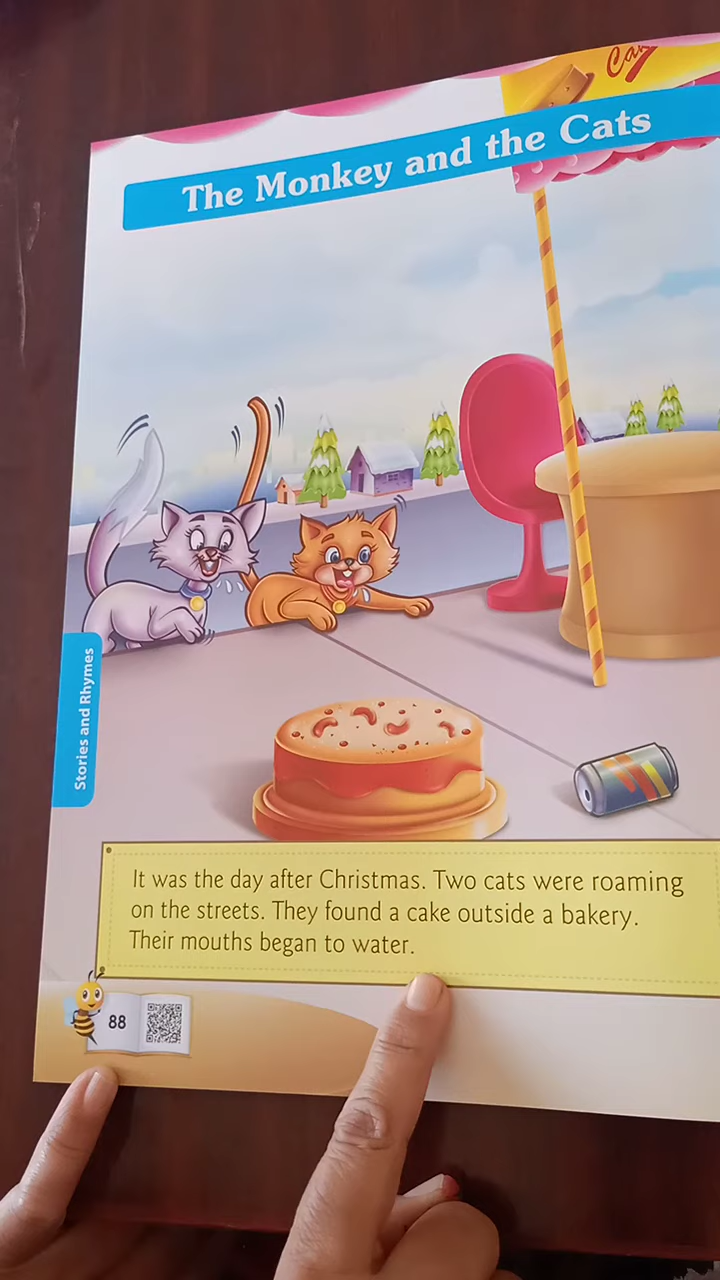 The Monkey and the Cats
Stories and Rhymes
It was the day after Christmas. Two cats were roaming
on the streets. They found a cake outside a bakery.
Their mouths began to water.
88